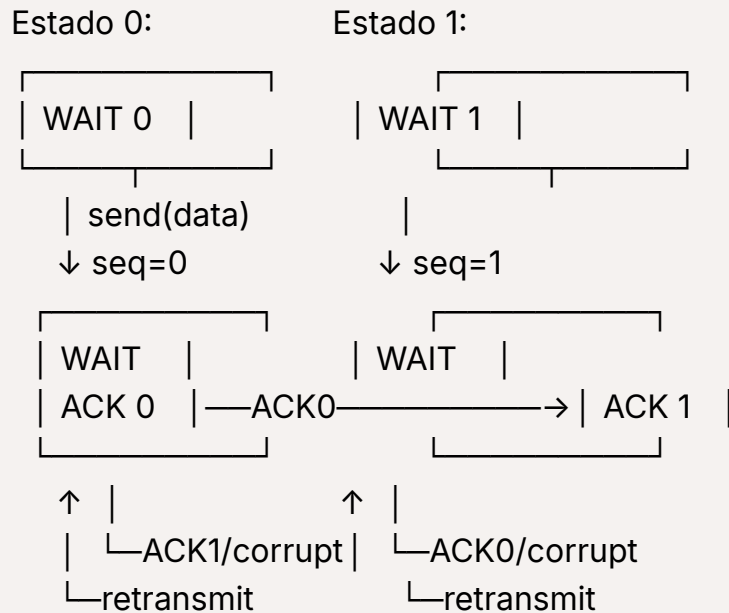 Estado 0: Estado 1:
┌─────────────┐ ┌─────────────┐
│ WAIT 0 │ │ WAIT 1 │
└──────┬──────┘ └──────┬──────┘
│ send(data) │
↓ seq=0 ↓ seq=1
┌────────────┐ ┌────────────┐
│ WAIT │ │ WAIT │
│ ACK 0 │──ACK0───────────→│ ACK 1 │
└────────────┘ └────────────┘
↑ │ ↑ │
│ └─ACK1/corrupt│ └─ACK0/corrupt
└─retransmit └─retransmit